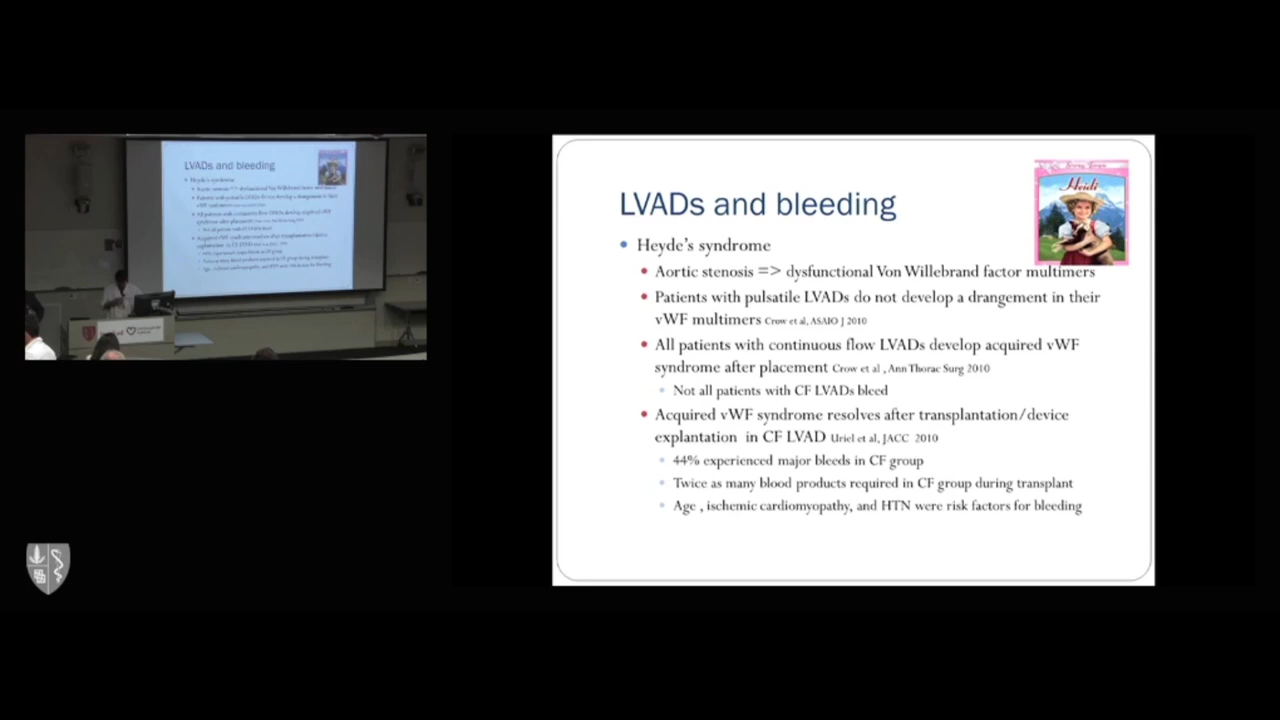 LVADs and bleeding
Heidi
Heyde's syndrome
Aortic stenosis => dysfunctional Von Willebrand factor multimers
Patients with pulsatile LVADs do not develop a drangement in their
vWF multimers Crow et al, ASAIO J 2010
All patients with continuous flow LVADs develop acquired vWF
syndrome after placement Crow et al , Ann Thorac Surg 2010
Not all patients with CF LVADs bleed
Acquired vWF syndrome resolves after transplantation/device
explantation in CF LVAD Uriel et al, JACC 2010
44% experienced major bleeds in CF group
Twice as many blood products required in CF group during transplant
Age , ischemic cardiomyopathy, and HTN were risk factors for bleeding
LVADs and bleeding
Heyde's syndrome